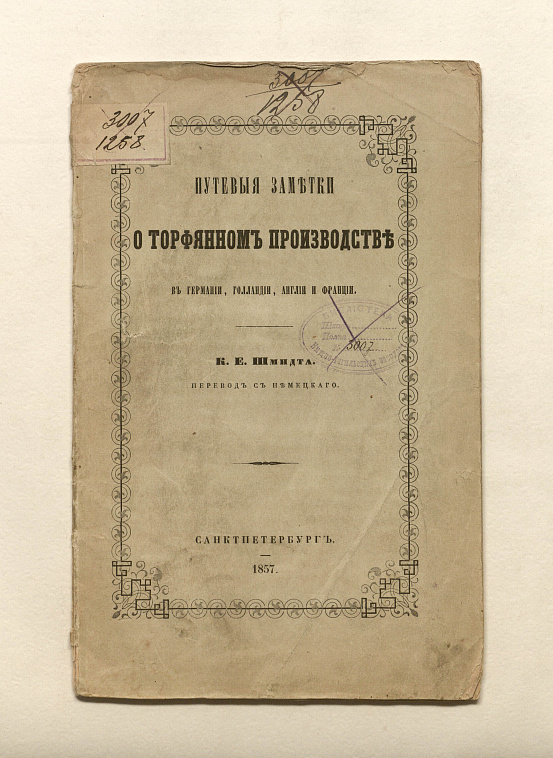 3007
1258
3007
1258.
ПУТЕВЫЯ ЗАМѢТКИ
О ТОРФЯННОМЪ ПРОИЗВОДСТВѢ
ВЪ ГЕРМАНІИ, ГОЛЛАНДІИ, АНГЛІИ И ФРАНЦІИ.
К. Е. Шмидта.
ПЕРЕВОДЪ СЪ НѢМЕЦКАГО.
3007
САНКТПЕТЕРБУРГЪ.
1857.